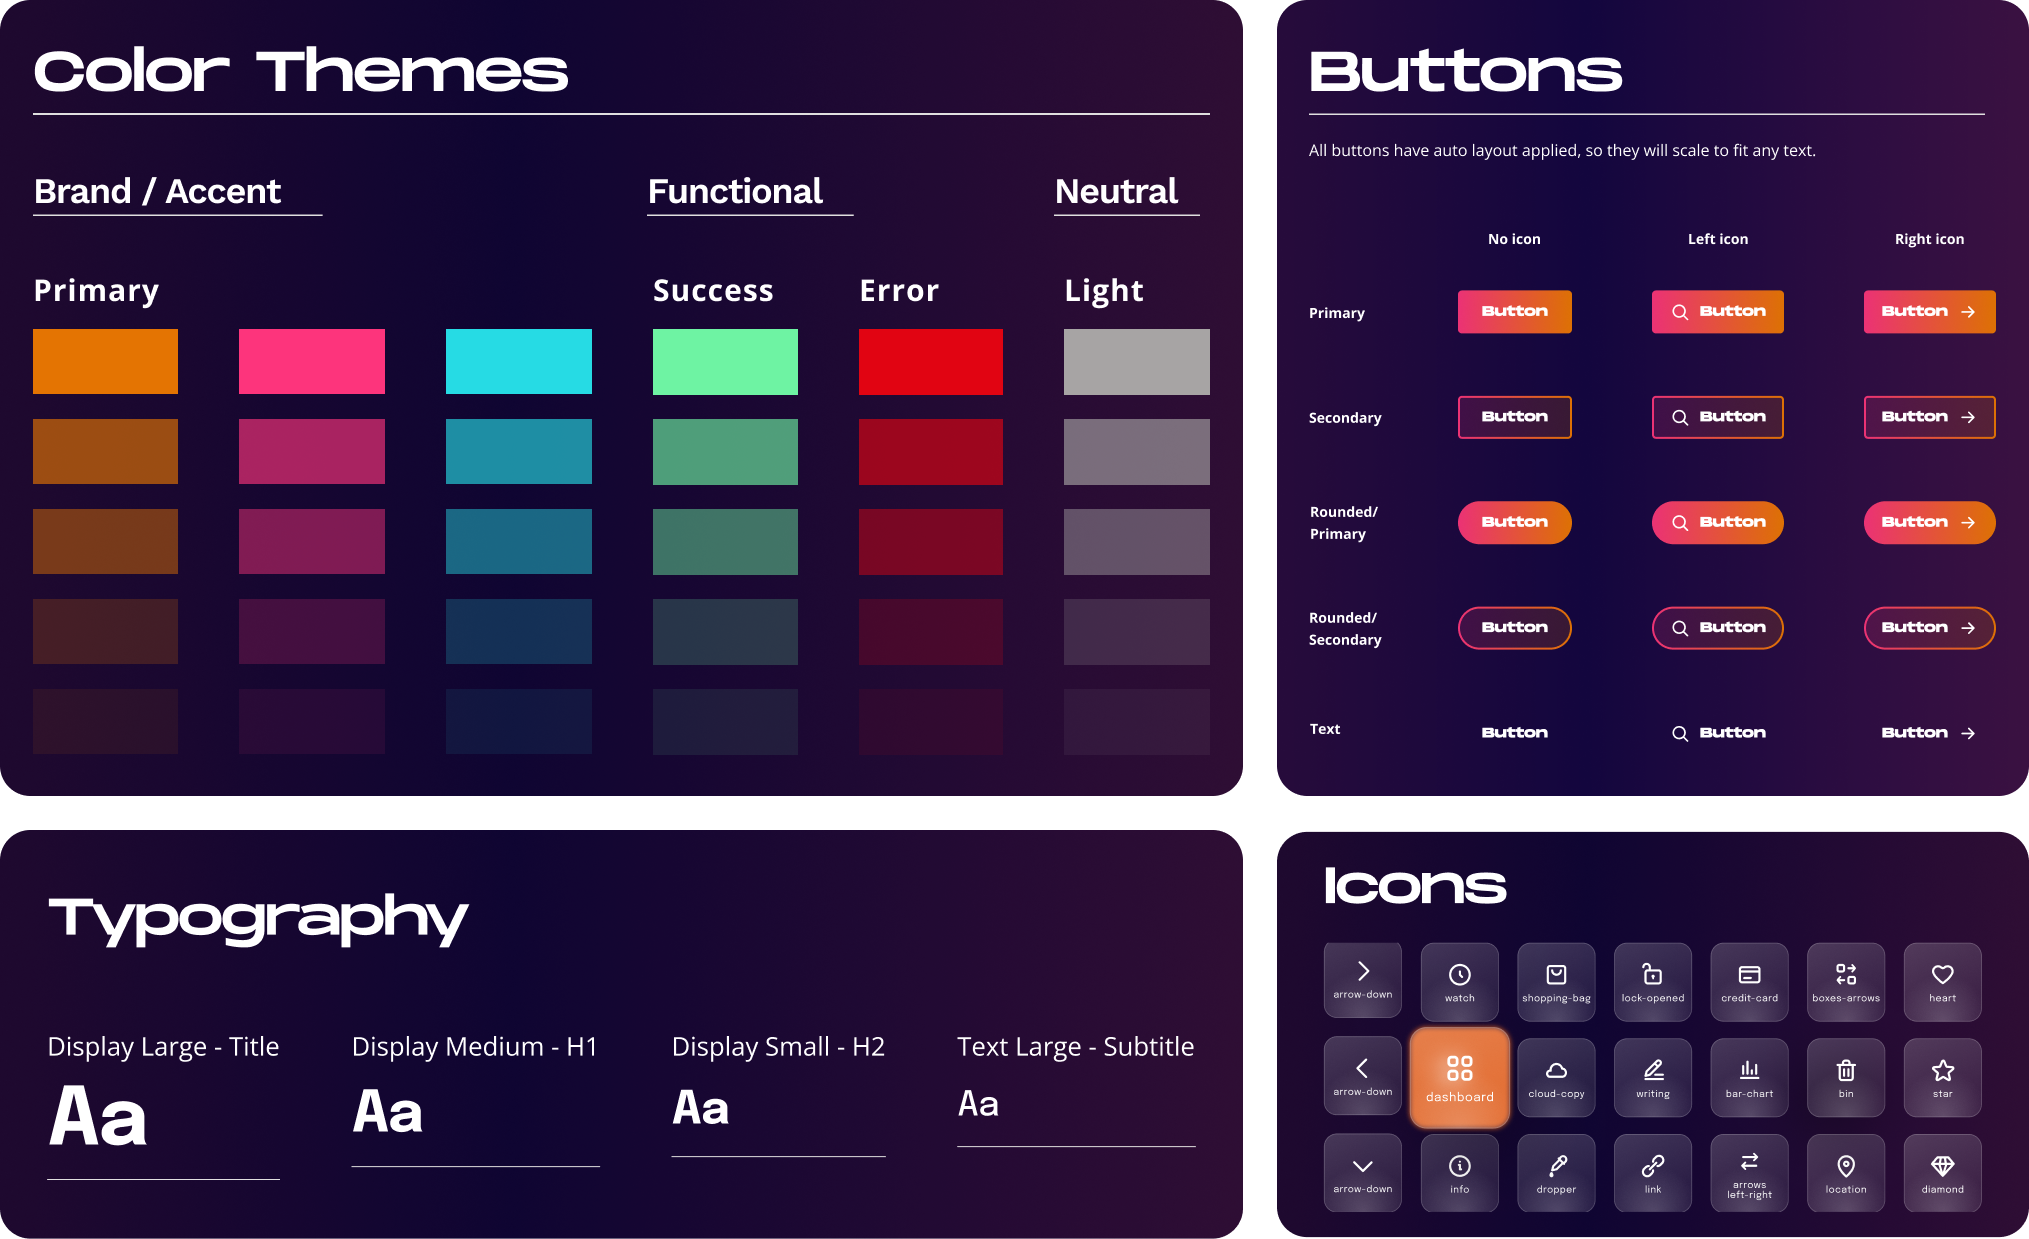 Color Themes
Brand / Accent
Functional
Neutral
Primary
Success
Error
Light
Buttons
All buttons have auto layout applied, so they will scale to fit any text.
No icon
Left icon
Right icon
Primary
Button
Button
Button
Secondary
Button
Button
Button
Rounded/
Primary
Button
Button
Button
Rounded/
Secondary
Button
Button
Button
Text
Button
Button
Button
Typography
Display Large - Title
Aa
Display Medium - H1
Aa
Display Small - H2
Aa
Text Large - Subtitle
Aa
Icons
arrow-down
watch
shopping-bag
lock-opened
credit-card
boxes-arrows
heart
arrow-down
dashboard
cloud-copy
writing
bar-chart
bin
star
arrow-down
info
dropper
link
arrows
left-right
location
diamond